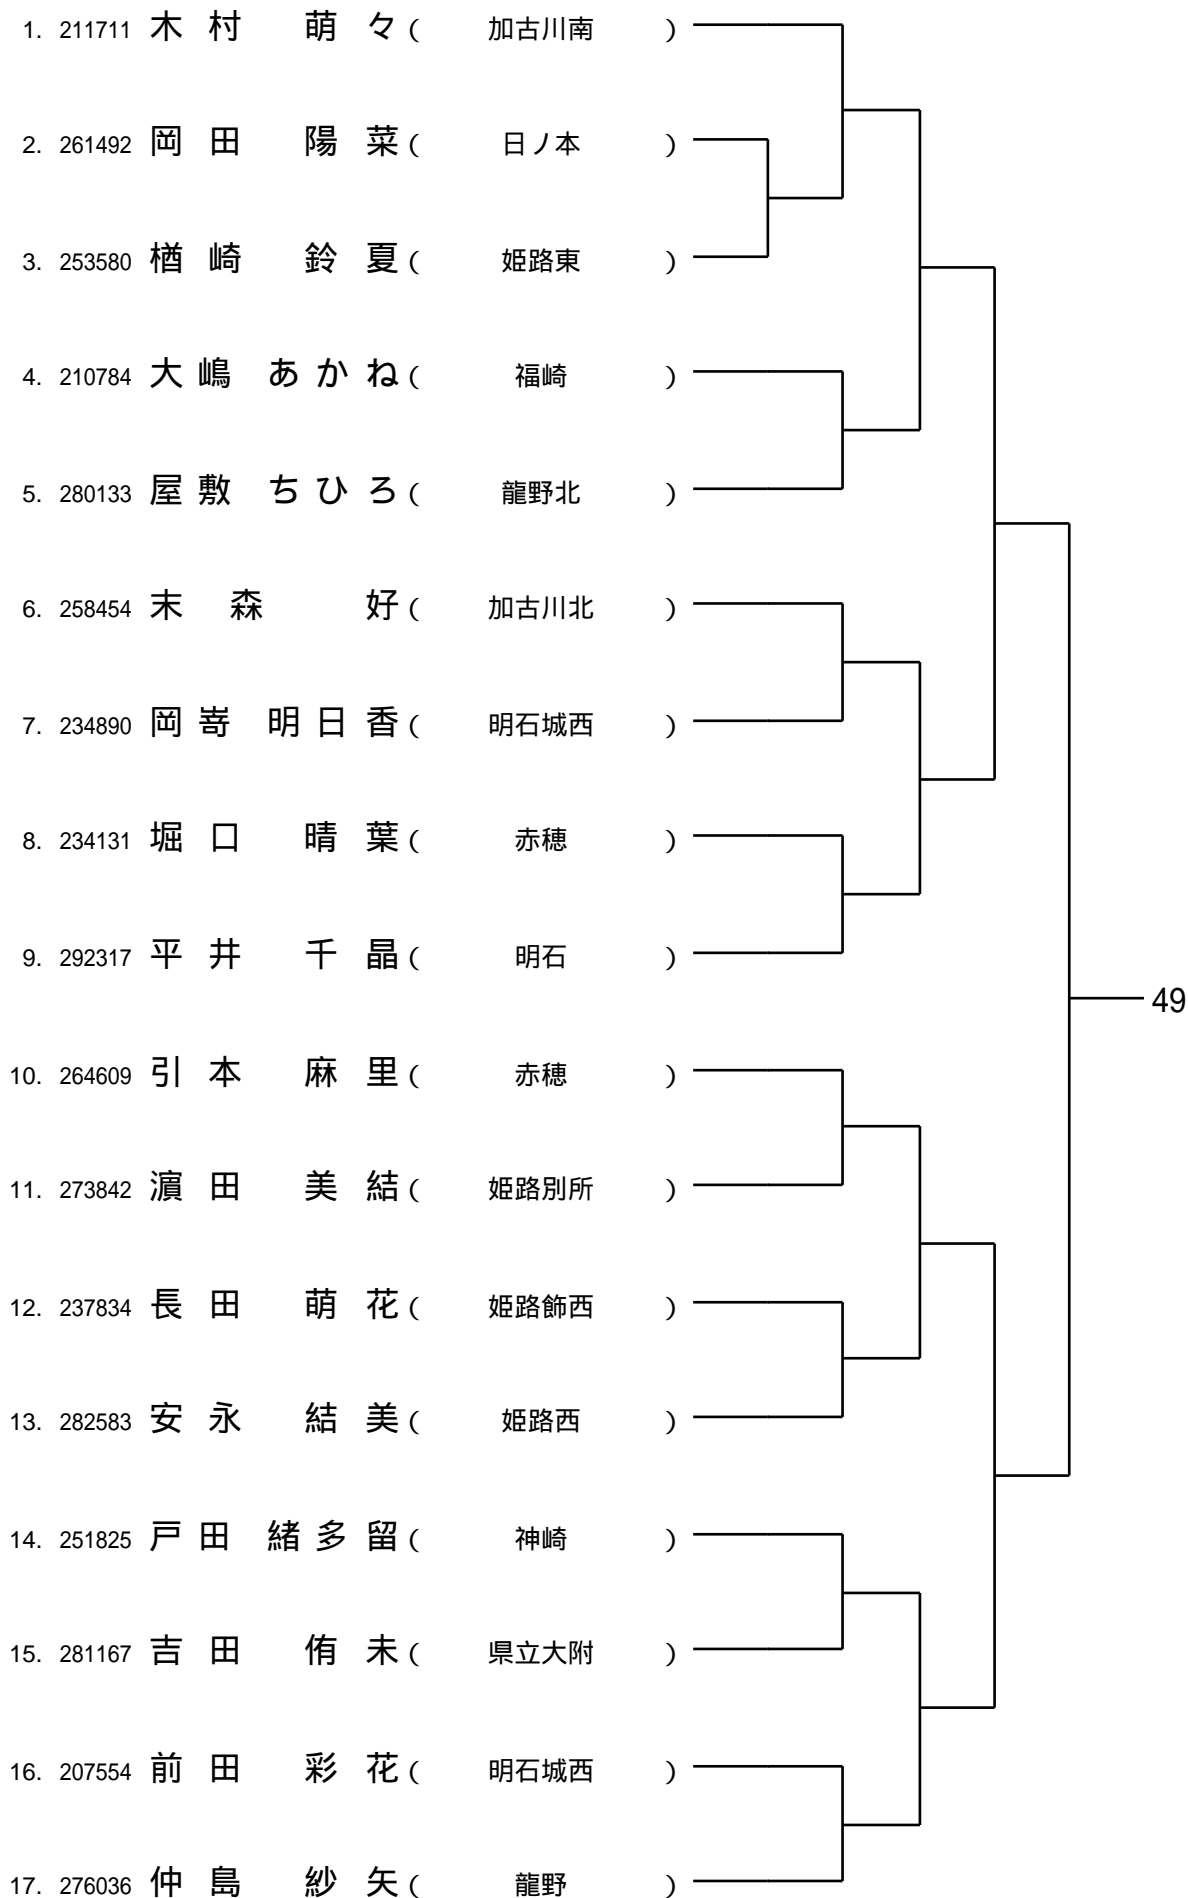 1. 211711 木村 萌々 ( 加古川南 )
2. 261492 岡田 陽菜 ( 日ノ本 )
3. 253580 楢崎 鈴夏 ( 姫路東 )
4. 210784 大嶋 あかね ( 福崎 )
5. 280133 屋敷 ちひろ ( 龍野北 )
6. 258454 末森 好 ( 加古川北 )
7. 234890 岡嵜 明日香 ( 明石城西 )
8. 234131 堀口 晴葉 ( 赤穂 )
9. 292317 平井 千晶 ( 明石 )
49
10. 264609 引本 麻里 ( 赤穂 )
11. 273842 濵田 美結 ( 姫路別所 )
12. 237834 長田 萌花 ( 姫路飾西 )
13. 282583 安永 結美 ( 姫路西 )
14. 251825 戸田 緒多留 ( 神崎 )
15. 281167 吉田 侑未 ( 県立大附 )
16. 207554 前田 彩花 ( 明石城西 )
17. 276036 仲島 紗矢 ( 龍野 )